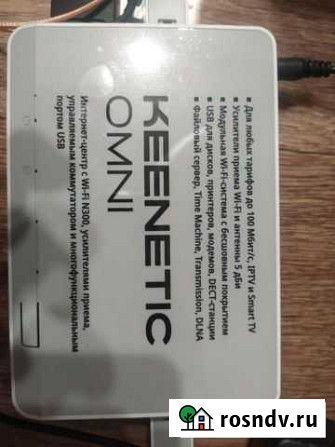 KEENETIC
OMNI
Интернет-центр с Wi-Fi N300, усилителями приема,
управляемым коммутатором и многофункциональным
портом USB
▪ Для любых тарифов до 100 Мбит/с, IPTV и Smart TV
▪ Усилители приема Wi-Fi и антенны 5 дБи
▪ Модульная Wi-Fi-система с бесшовным покрытием
▪ USB для дисков, принтеров, модемов, DECT-станции
▪ Файловый сервер, Time Machine, Transmission, DLNA
rosndv.ru